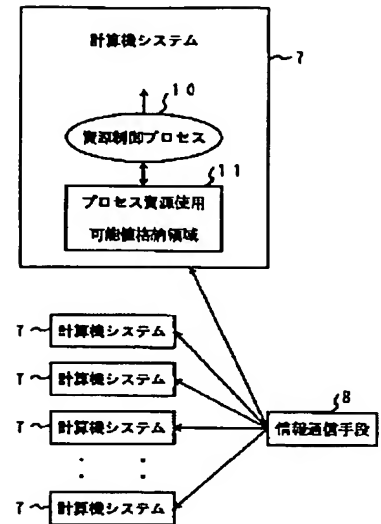 計算機システム
7
10
資源制御プロセス
11
プロセス資源使用
可能値格納領域
7 計算機システム
7 計算機システム
8
7 計算機システム
情報通信手段
7 計算機システム